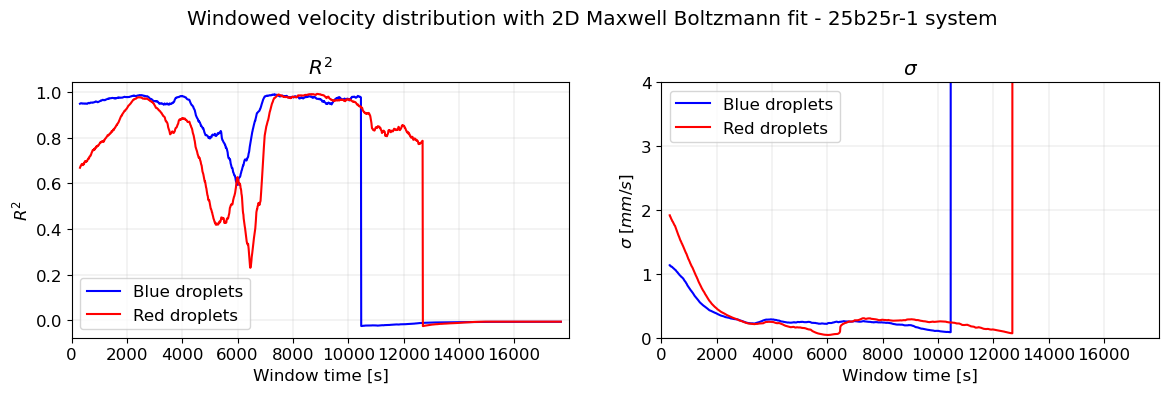 Windowed velocity distribution with 2D Maxwell Boltzmann fit - 25b25r-1 system
R²
R²
1.0
0.8
0.6
0.4
0.2
0.0
Blue droplets
Red droplets
0 2000 4000 6000 8000 10000 12000 14000 16000
Window time [s]
σ
σ [mm/s]
4
3
2
1
0
Blue droplets
Red droplets
0 2000 4000 6000 8000 10000 12000 14000 16000
Window time [s]